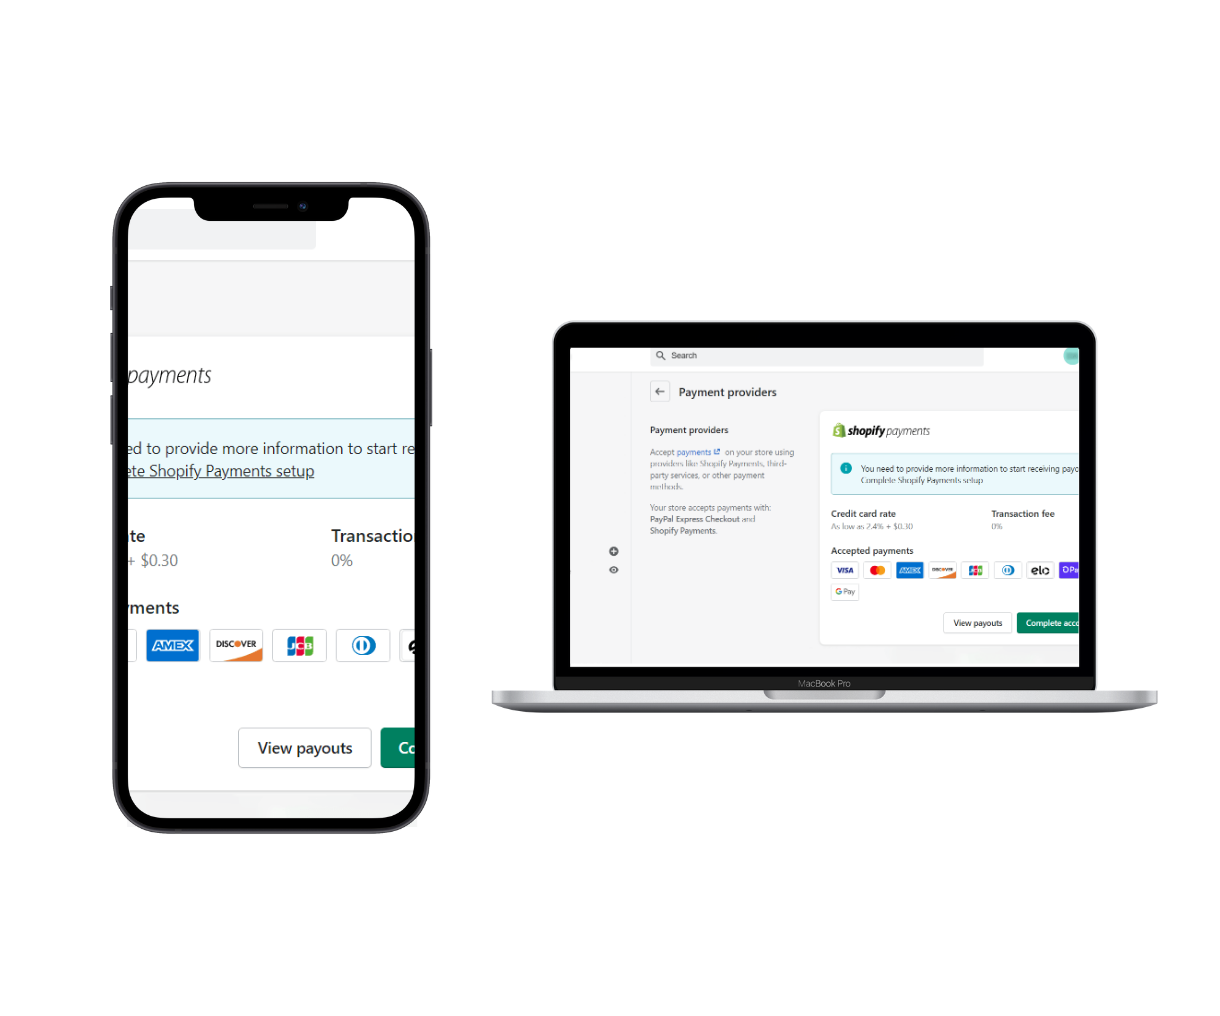 payments
ed to provide more information to start re
ete Shopify Payments setup
te
Transactio
+ $0.30
0%
ments
AMEX
DISCOVER
JCB
View payouts
Co
Search
Payment providers
Payment providers
Accept payments on your store using
providers like Shopify Payments, third-
party services, or other payment
methods.
Your store accepts payments with:
PayPal Express Checkout and
Shopify Payments.
shopify payments
You need to provide more information to start receiving payo
Complete Shopify Payments setup
Credit card rate
Transaction fee
As low as 2.4% + $0.30
0%
Accepted payments
VISA
AMEX
DISCOVER
JCB
elo
OPa
G Pay
View payouts
Complete acco
MacBook Pro